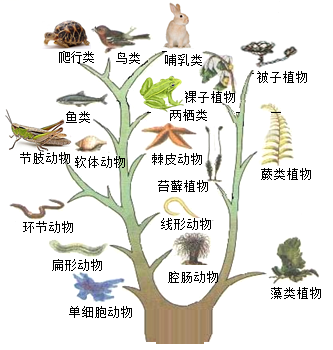 爬行类 鸟类 哺乳类 被子植物
裸子植物
鱼类 两栖类
节肢动物 软体动物 棘皮动物 蕨类植物
苔藓植物
环节动物 线形动物
扁形动物 腔肠动物
单细胞动物 藻类植物